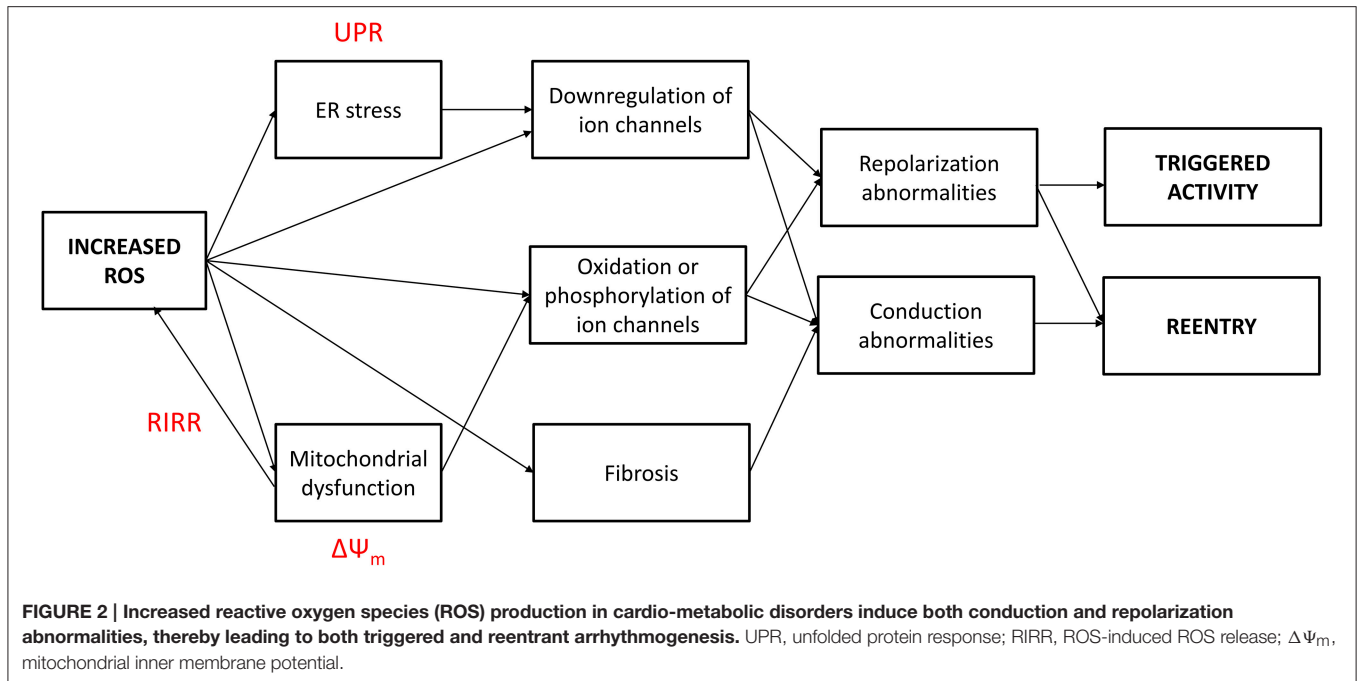 UPR
ER stress
Downregulation of
ion channels
Repolarization
abnormalities
TRIGGERED
ACTIVITY
INCREASED
ROS
Oxidation or
phosphorylation of
ion channels
Conduction
abnormalities
REENTRY
RIRR
Mitochondrial
dysfunction
Fibrosis
ΔΨm
FIGURE 2 | Increased reactive oxygen species (ROS) production in cardio-metabolic disorders induce both conduction and repolarization
abnormalities, thereby leading to both triggered and reentrant arrhythmogenesis. UPR, unfolded protein response; RIRR, ROS-induced ROS release; ΔΨm,
mitochondrial inner membrane potential.